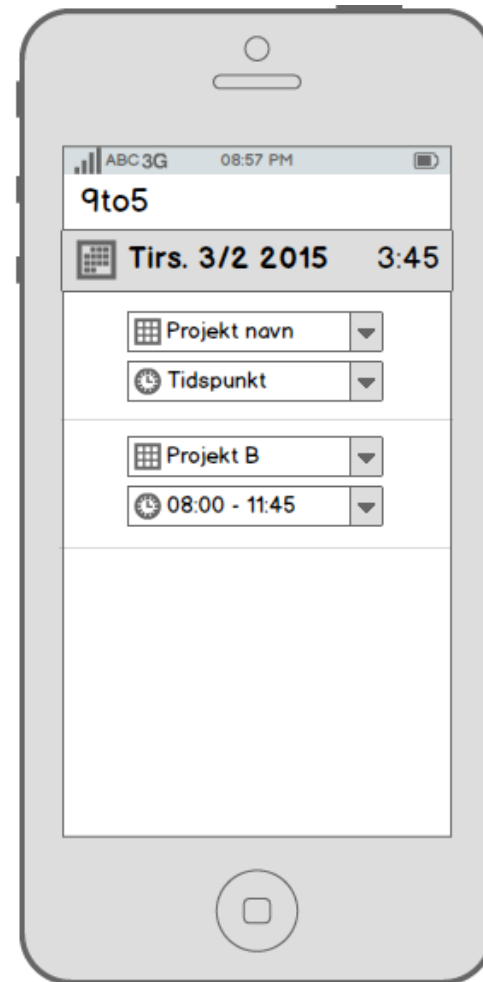 ABC 3G 08:57 PM
9to5
Tirs. 3/2 2015 3:45
Projekt navn
Tidspunkt
Projekt B
08:00 - 11:45